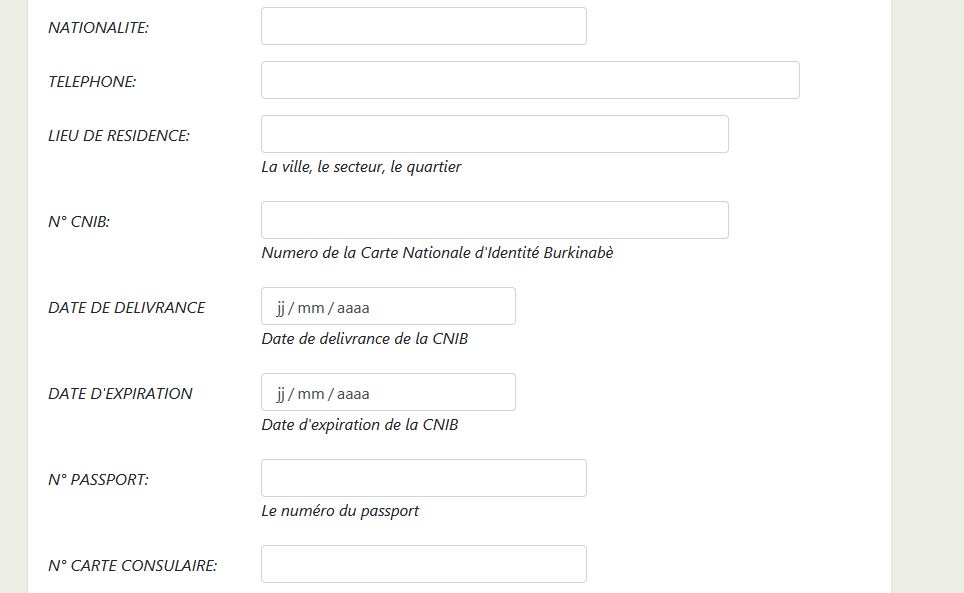 NATIONALITE:
TELEPHONE:
LIEU DE RESIDENCE:
La ville, le secteur, le quartier
N° CNIB:
Numero de la Carte Nationale d'Identité Burkinabè
DATE DE DELIVRANCE
jj / mm / aaaa
Date de delivrance de la CNIB
DATE D'EXPIRATION
jj / mm / aaaa
Date d'expiration de la CNIB
N° PASSPORT:
Le numéro du passport
N° CARTE CONSULAIRE: